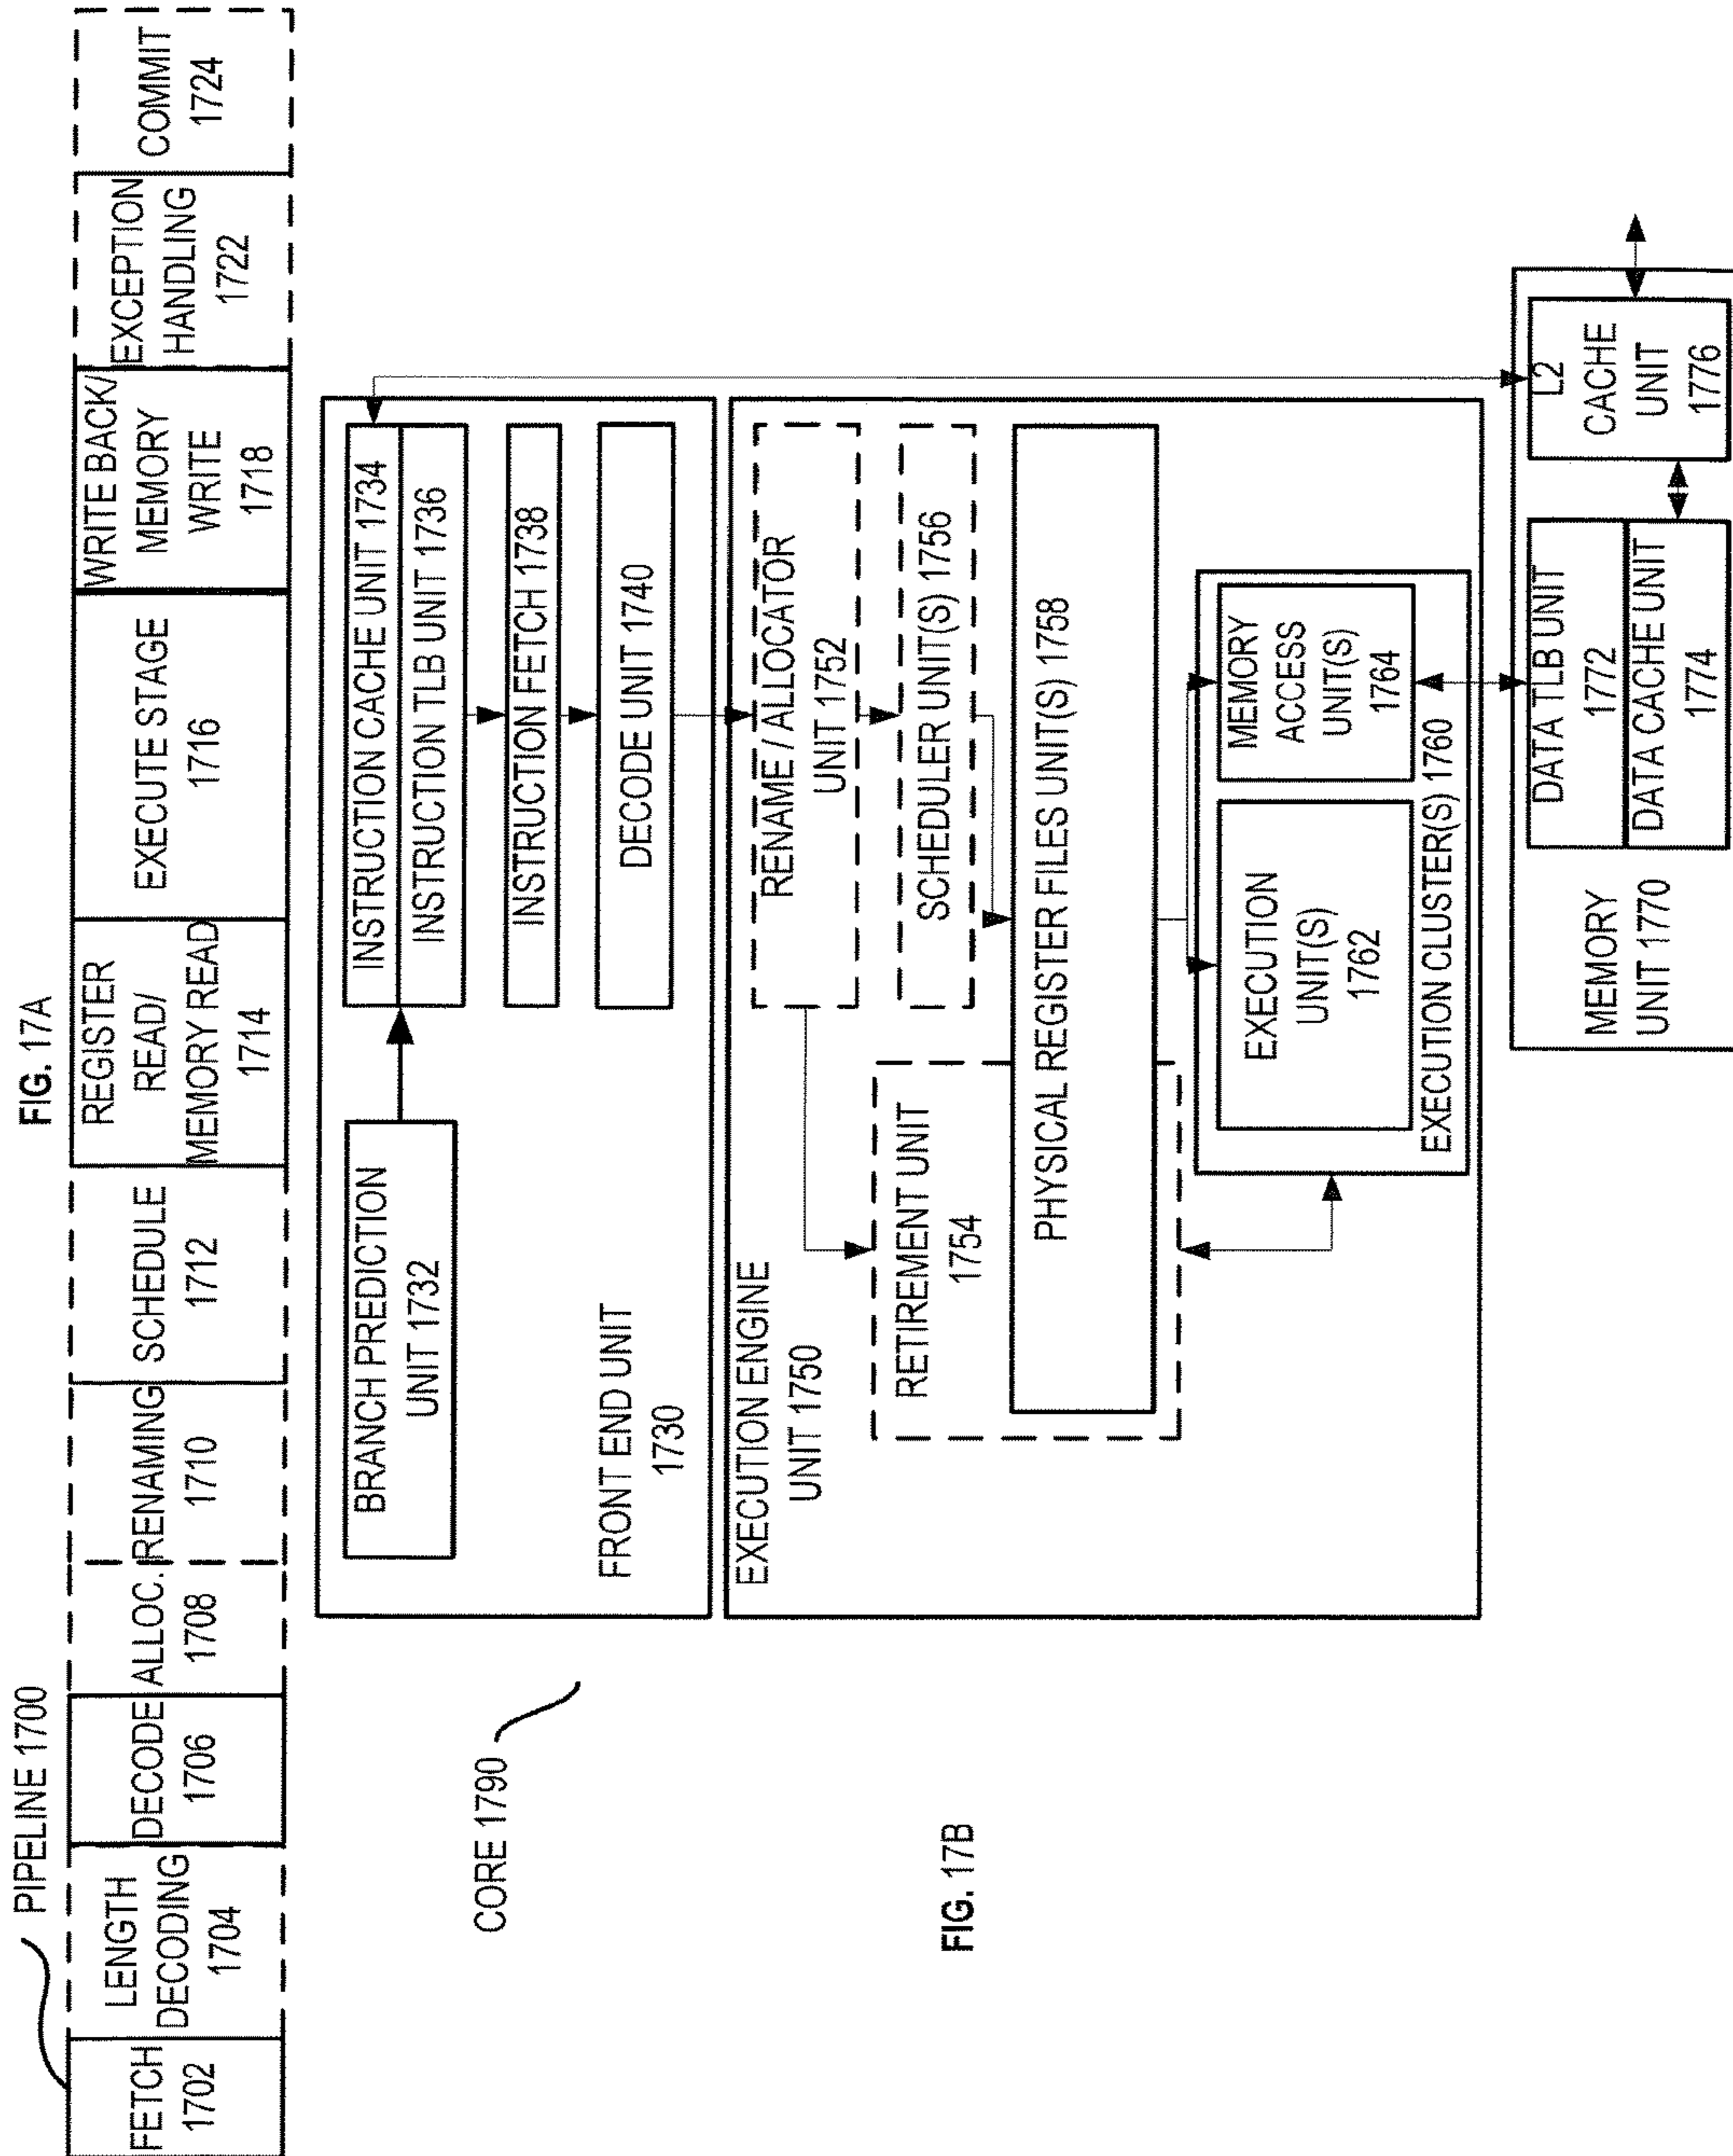 FIG. 17A
PIPELINE 1700
FETCH
1702
LENGTH
DECODING
1704
DECODE
1706
ALLOC.
1708
RENAMING
1710
SCHEDULE
1712
REGISTER
READ/
MEMORY READ
1714
EXECUTE STAGE
1716
WRITE BACK/
MEMORY
WRITE
1718
EXCEPTION
HANDLING
1722
COMMIT
1724
CORE 1790
BRANCH PREDICTION
UNIT 1732
INSTRUCTION CACHE UNIT 1734
INSTRUCTION TLB UNIT 1736
INSTRUCTION FETCH 1738
DECODE UNIT 1740
FRONT END UNIT
1730
EXECUTION ENGINE
UNIT 1750
RENAME / ALLOCATOR
UNIT 1752
RETIREMENT UNIT
1754
SCHEDULER UNIT(S) 1756
PHYSICAL REGISTER FILES UNIT(S) 1758
EXECUTION
UNIT(S)
1762
MEMORY
ACCESS
UNIT(S)
1764
EXECUTION CLUSTER(S) 1760
MEMORY
UNIT 1770
DATA TLB UNIT
1772
DATA CACHE UNIT
1774
L2
CACHE
UNIT
1776
FIG. 17B